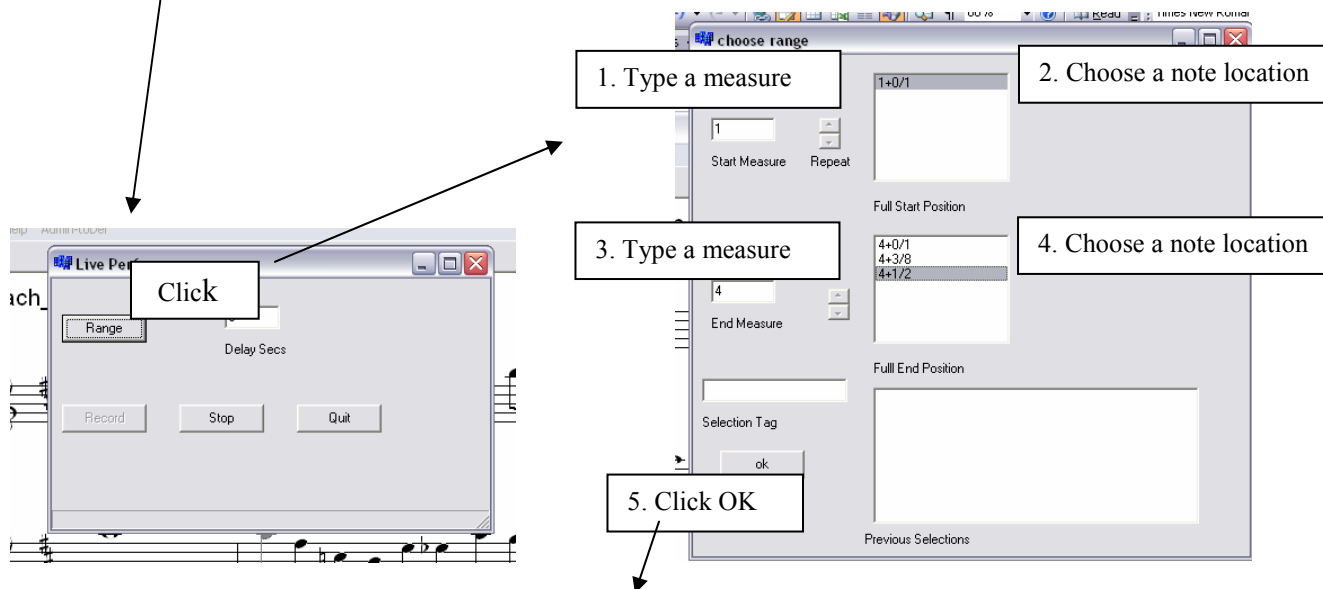 Read
Times New Roman
choose range
1. Type a measure
2. Choose a note location
1+0/1
1
Start Measure
Repeat
Full Start Position
3. Type a measure
4. Choose a note location
4+0/1
4+3/8
4+1/2
4
End Measure
Fulll End Position
Selection Tag
ok
5. Click OK
Previous Selections
Live Perf
Click
Range
Delay Secs
Record
Stop
Quit